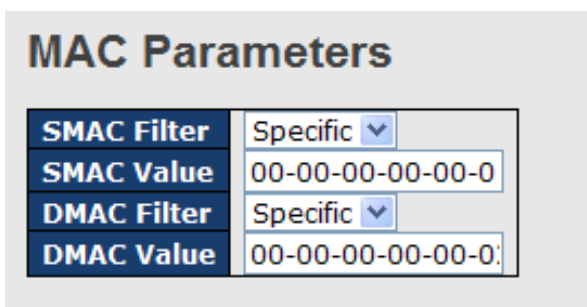 MAC Parameters
SMAC Filter Specific
SMAC Value 00-00-00-00-00-0
DMAC Filter Specific
DMAC Value 00-00-00-00-00-0